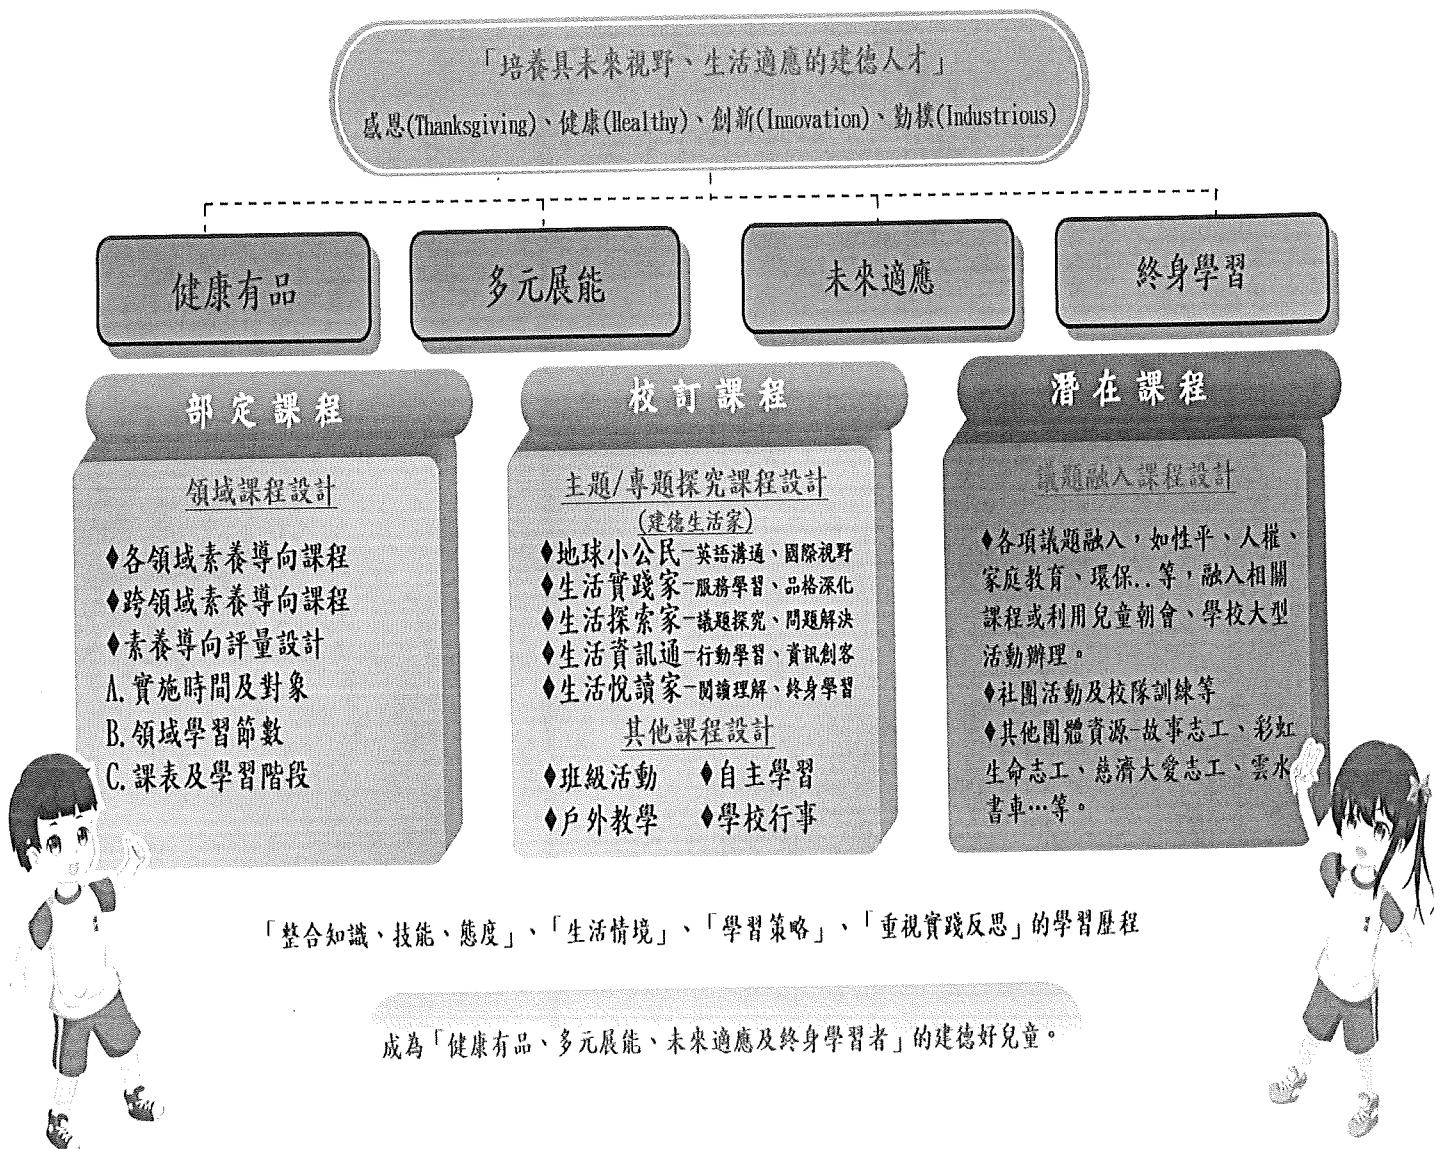 「培養具未來視野、生活適應的建德人才」
感恩(Thanksgiving)、健康(Healthy)、創新(Innovation)、勤樸(Industrious)
健康有品
多元展能
未來適應
終身學習
部定課程
領域課程設計
♦各領域素養導向課程
♦跨領域素養導向課程
♦素養導向評量設計
A.實施時間及對象
B.領域學習節數
C.課表及學習階段
校訂課程
主題/專題探究課程設計
(建德生活家)
♦地球小公民-英語溝通、國際視野
♦生活實踐家-服務學習、品格深化
♦生活探索家-議題探究、問題解決
♦生活資訊通-行動學習、資訊創客
♦生活悅讀家-閱讀理解、終身學習
其他課程設計
♦班級活動 ♦自主學習
♦戶外教學 ♦學校行事
潛在課程
議題融入課程設計
♦各項議題融入，如性平、人權、
家庭教育、環保..等，融入相關
課程或利用兒童朝會、學校大型
活動辦理。
♦社團活動及校隊訓練等
♦其他團體資源-故事志工、彩虹
生命志工、慈濟大愛志工、雲水
書車…等。
「整合知識、技能、態度」、「生活情境」、「學習策略」、「重視實踐反思」的學習歷程
成為「健康有品、多元展能、未來適應及終身學習者」的建德好兒童。